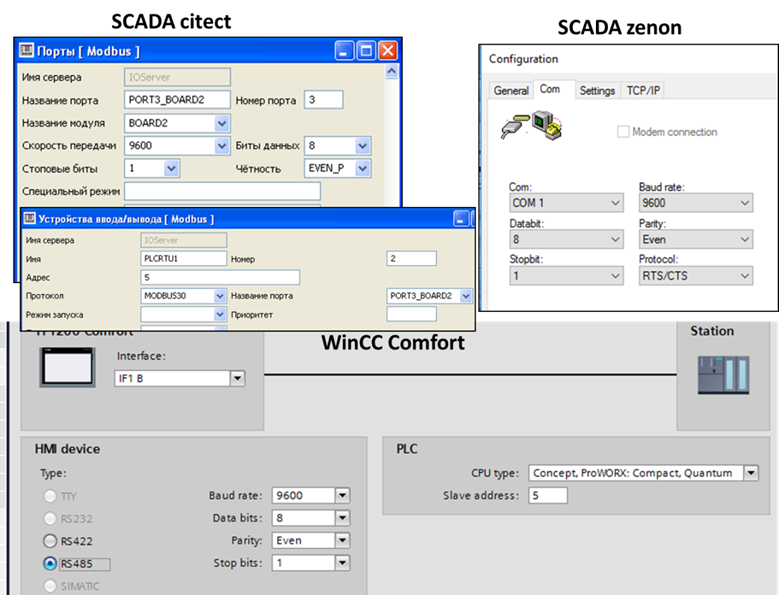 SCADA citect
Порты [ Modbus ]
Имя сервера IOServer
Название порта PORT3_BOARD2 Номер порта 3
Название модуля BOARD2
Скорость передачи 9600 Биты данных 8
Стоповые биты 1 Чётность EVEN_P
Специальный режим
Устройства ввода/вывода [ Modbus ]
Имя сервера IOServer
Имя PLCRTU1 Номер 2
Адрес 5
Протокол MODBUS30 Название порта PORT3_BOARD2
Режим запуска Приоритет
SCADA zenon
Configuration
General Com Settings TCP/IP
Modem connection
Com: Baud rate:
COM 1 9600
Databit: Parity:
8 Even
Stopbit: Protocol:
1 RTS/CTS
WinCC Comfort
Comfort
Interface:
IF1 B
Station
HMI device
Type:
TTY Baud rate: 9600
RS232 Data bits: 8
RS422 Parity: Even
RS485 Stop bits: 1
SIMATIC
PLC
CPU type: Concept, ProWORX: Compact, Quantum
Slave address: 5